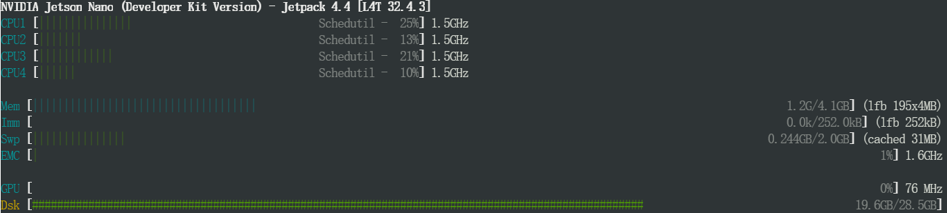 NVIDIA Jetson Nano (Developer Kit Version) - Jetpack 4.4 [L4T 32.4.3]
CPU1 [||||||||||||||| Schedutil - 25%] 1.5GHz
CPU2 [||||||| Schedutil - 13%] 1.5GHz
CPU3 [|||||||||||| Schedutil - 21%] 1.5GHz
CPU4 [|||||| Schedutil - 10%] 1.5GHz
Mem [|||||||||||||||||||||||||||||||||||| 1.2G/4.1GB] (lfb 195x4MB)
Imm [ 0.0k/252.0kB] (lfb 252kB)
Swp [||||||||||||||| 0.244GB/2.0GB] (cached 31MB)
EMC [| 1%] 1.6GHz
GPU [ 0%] 76 MHz
Dsk [################################################################################################## 19.6GB/28.5GB]